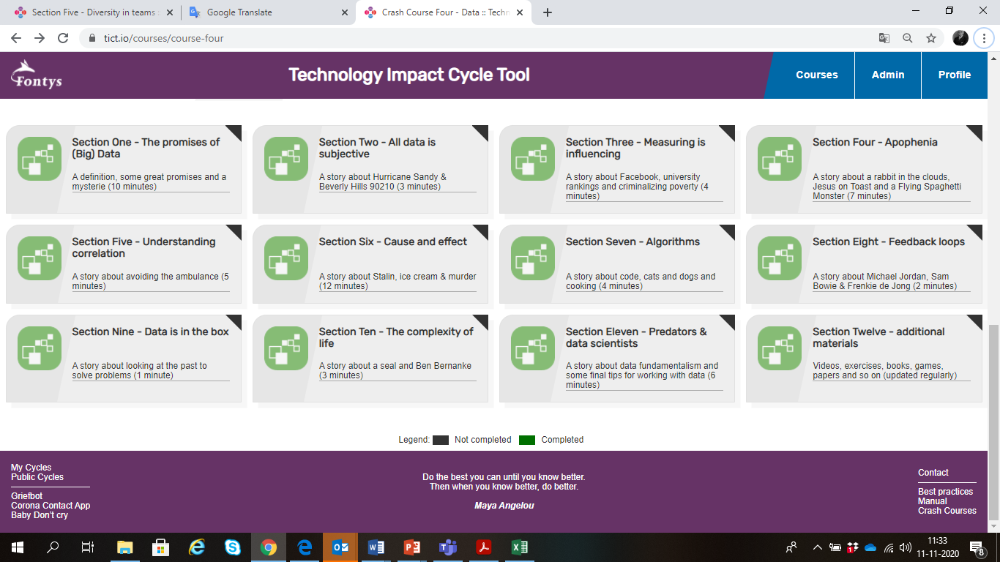 Section Five - Diversity in teams
Google Translate
Crash Course Four - Data :: Techn
tict.io/courses/course-four
Fontys
Technology Impact Cycle Tool
Courses
Admin
Profile
Section One - The promises of
(Big) Data
A definition, some great promises and a
mysterie (10 minutes)
Section Two - All data is
subjective
A story about Hurricane Sandy &
Beverly Hills 90210 (3 minutes)
Section Three - Measuring is
influencing
A story about Facebook, university
rankings and criminalizing poverty (4
minutes)
Section Four - Apophenia
A story about a rabbit in the clouds,
Jesus on Toast and a Flying Spaghetti
Monster (7 minutes)
Section Five - Understanding
correlation
A story about avoiding the ambulance (5
minutes)
Section Six - Cause and effect
A story about Stalin, ice cream & murder
(12 minutes)
Section Seven - Algorithms
A story about code, cats and dogs and
cooking (4 minutes)
Section Eight - Feedback loops
A story about Michael Jordan, Sam
Bowie & Frenkie de Jong (2 minutes)
Section Nine - Data is in the box
A story about looking at the past to
solve problems (1 minute)
Section Ten - The complexity of
life
A story about a seal and Ben Bernanke
(3 minutes)
Section Eleven - Predators &
data scientists
A story about data fundamentalism and
some final tips for working with data (6
minutes)
Section Twelve - additional
materials
Videos, exercises, books, games,
papers and so on (updated regularly)
Legend: Not completed Completed
My Cycles
Public Cycles
Griefbot
Corona Contact App
Baby Don't cry
Do the best you can until you know better.
Then when you know better, do better.
Maya Angelou
Contact
Best practices
Manual
Crash Courses
11:33
11-11-2020
8